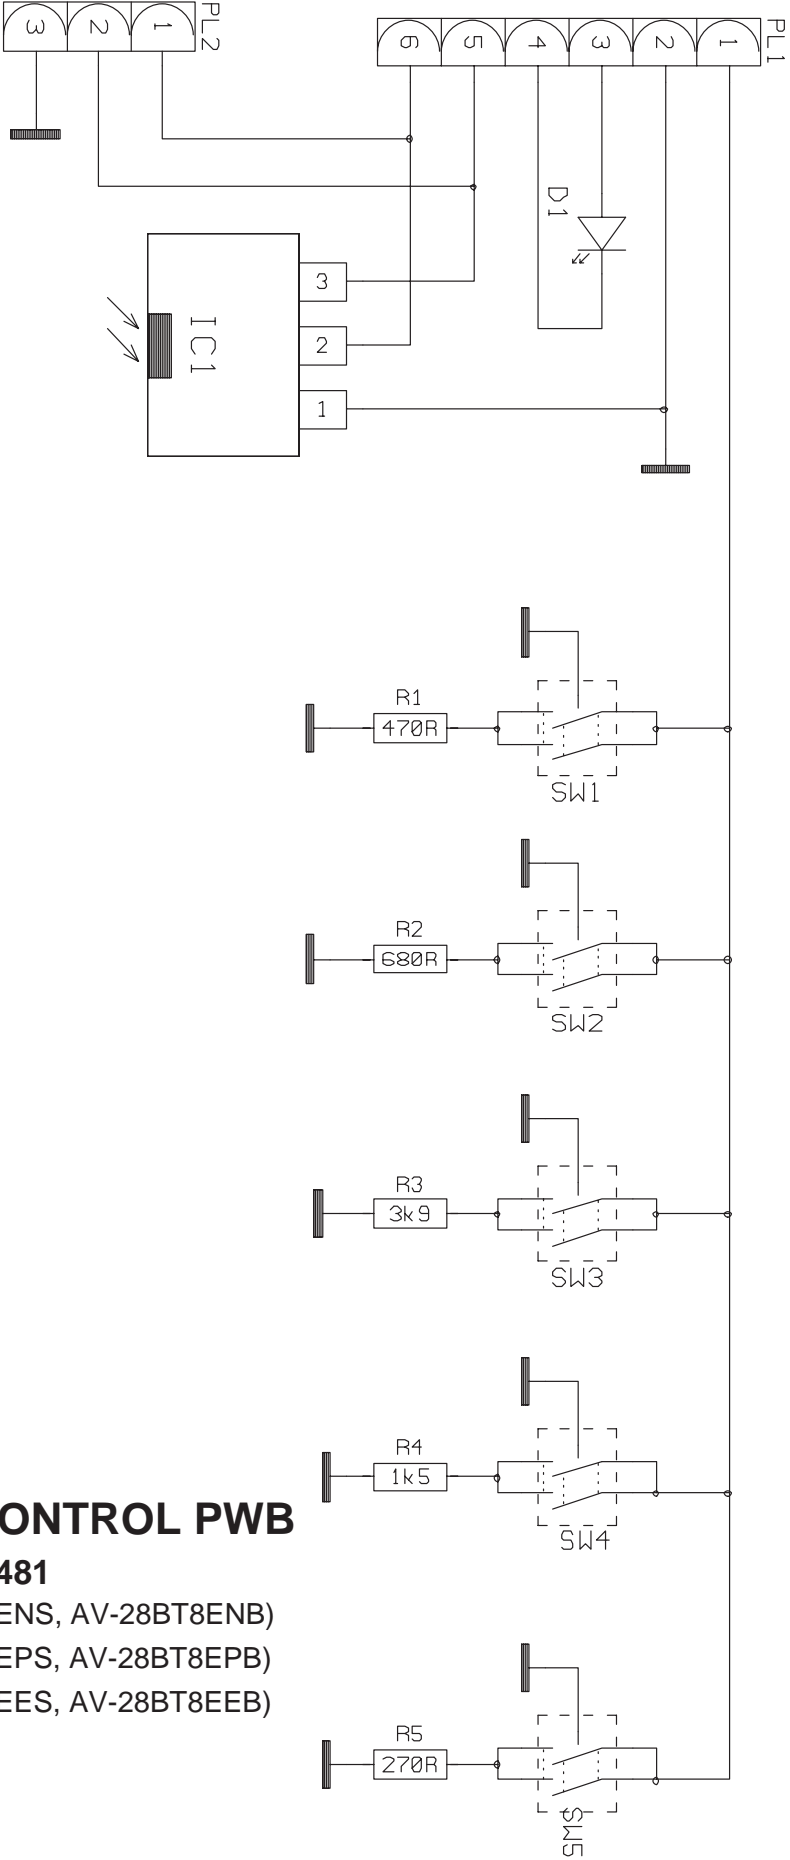 PL2
3 2 1
PL1
6 5 4 3 2 1
D1
IC1
3
2
1
R1
470R
SW1
R2
680R
SW2
R3
3k9
SW3
R4
1k5
SW4
ONTROL PWB
481
ENS, AV-28BT8ENB)
EPS, AV-28BT8EPB)
EES, AV-28BT8EEB)
R5
270R
SW5